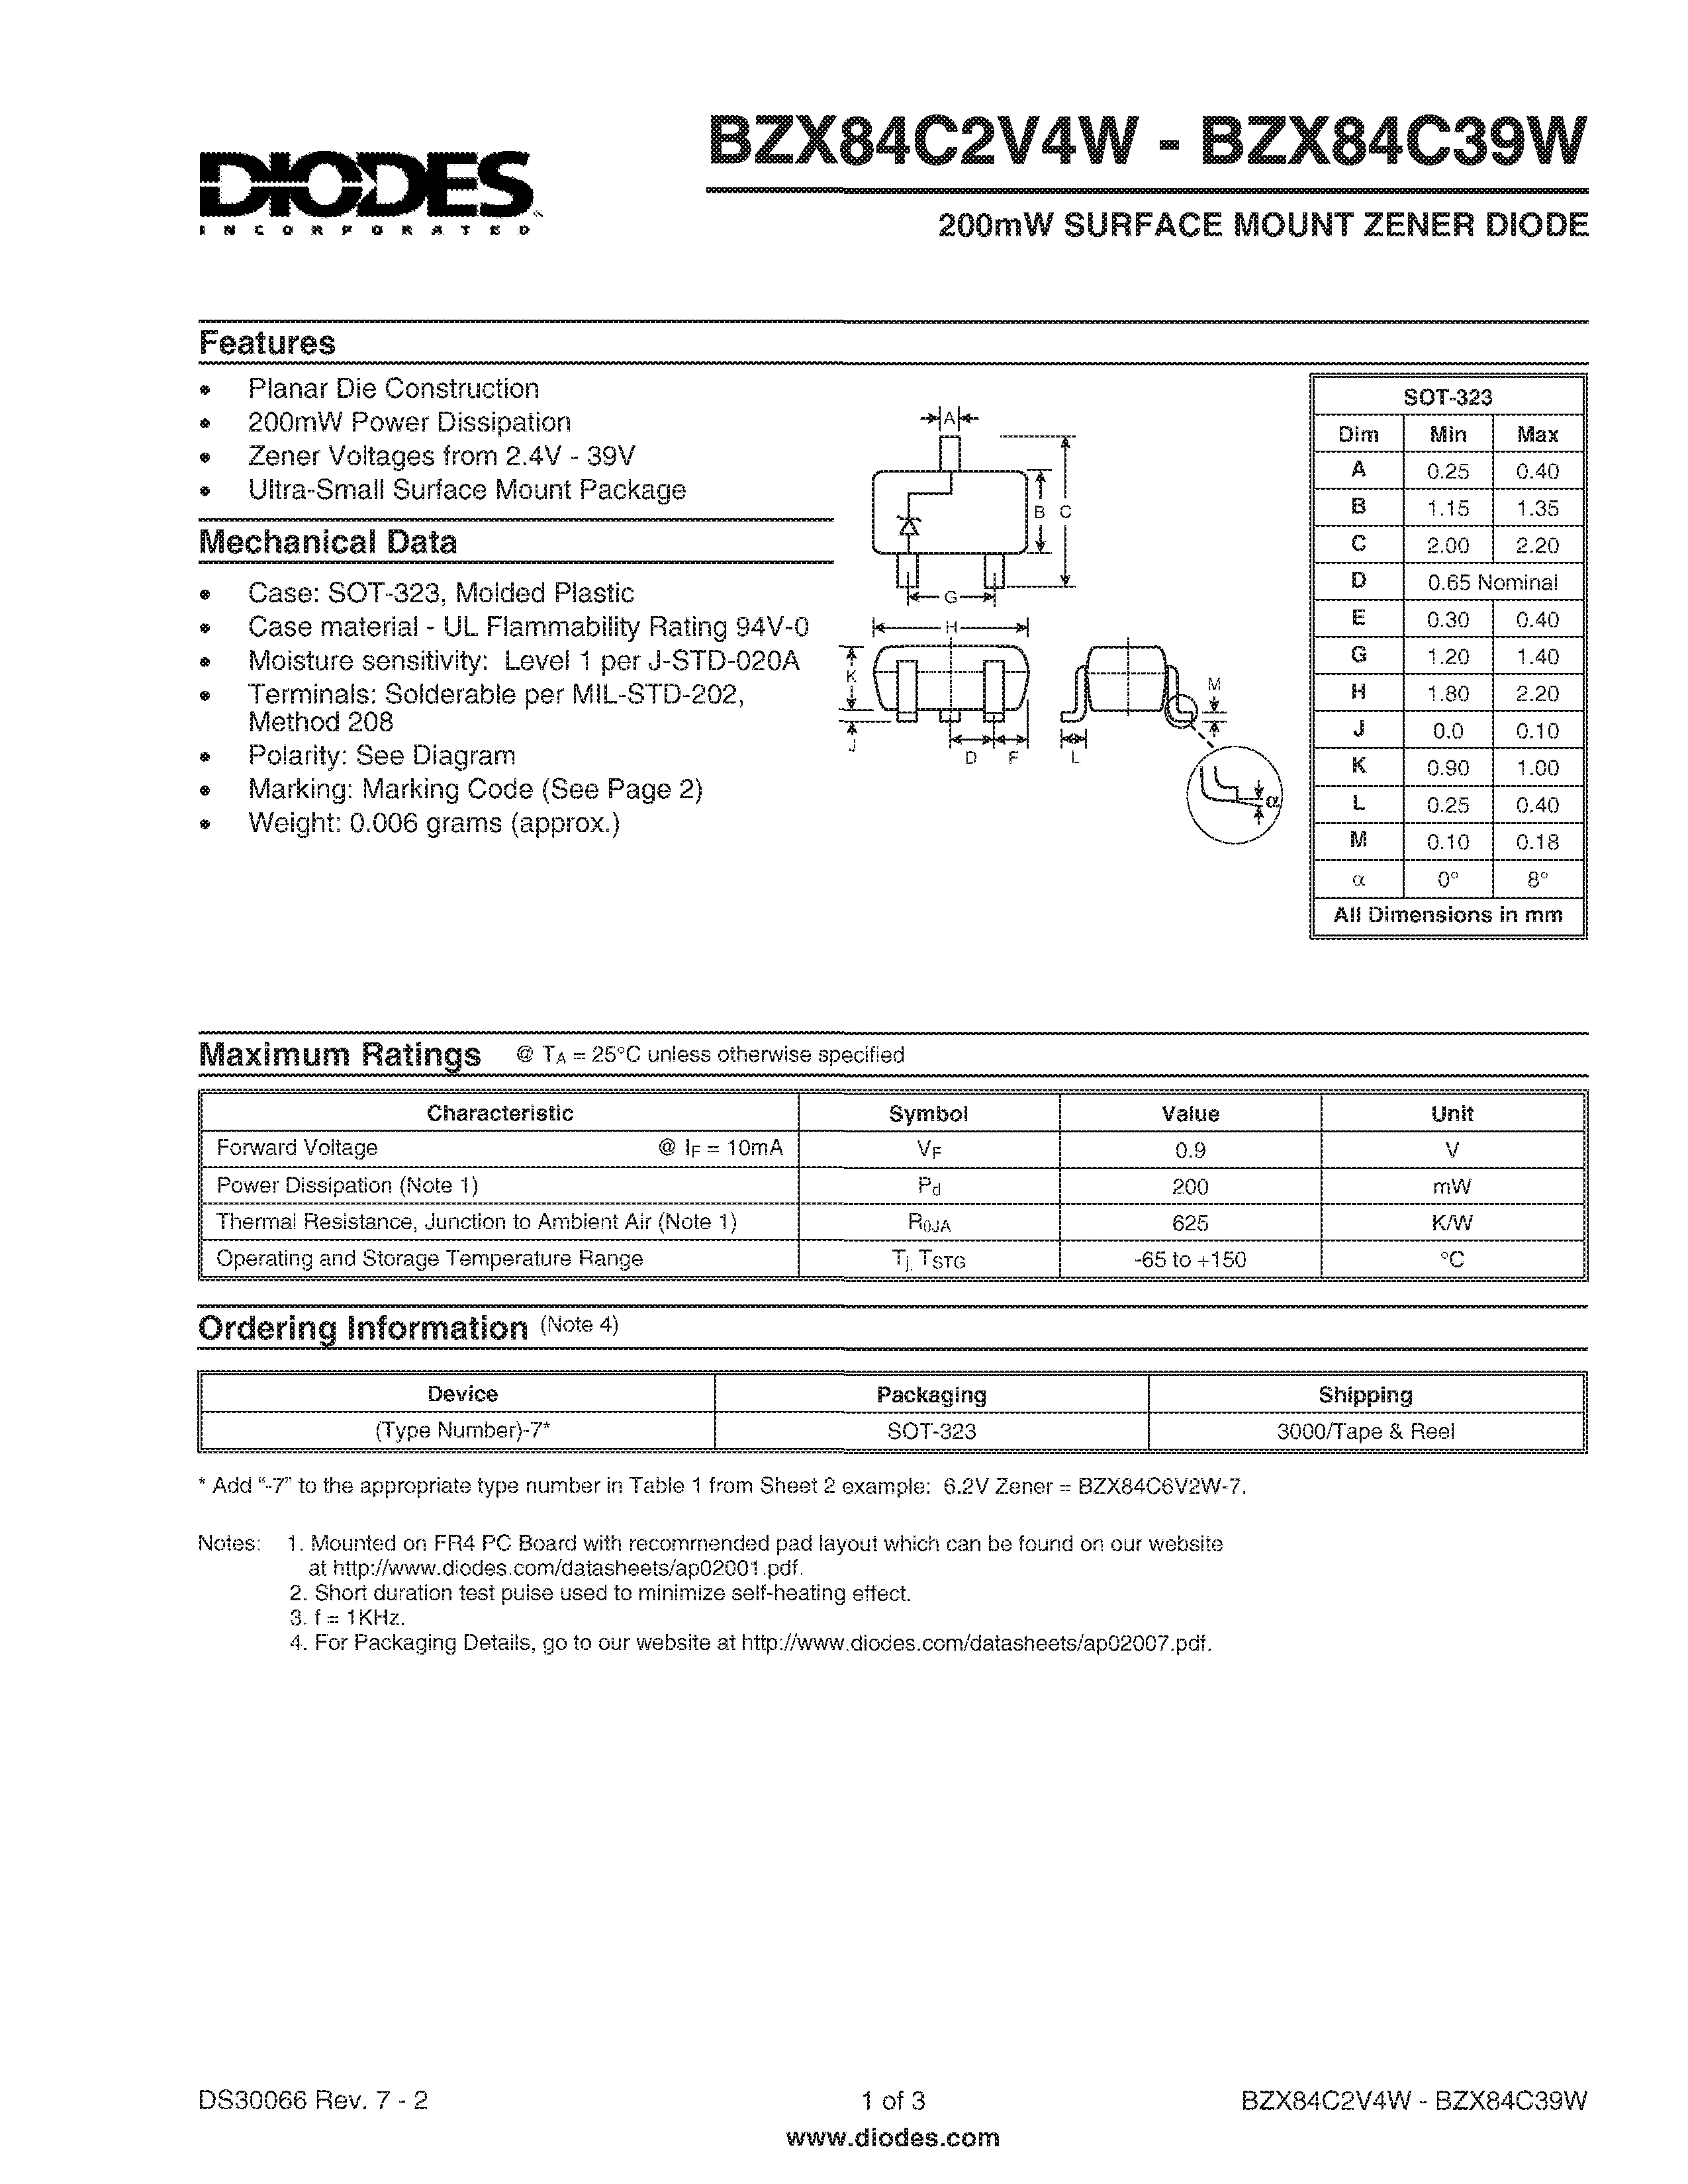 DIODES
INCORPORATED
BZX84C2V4W - BZX84C39W
200mW SURFACE MOUNT ZENER DIODE
Features
• Planar Die Construction
• 200mW Power Dissipation
• Zener Voltages from 2.4V - 39V
• Ultra-Small Surface Mount Package
Mechanical Data
• Case: SOT-323, Molded Plastic
• Case material - UL Flammability Rating 94V-0
• Moisture sensitivity: Level 1 per J-STD-020A
• Terminals: Solderable per MIL-STD-202,
Method 208
• Polarity: See Diagram
• Marking: Marking Code (See Page 2)
• Weight: 0.006 grams (approx.)
A
B C
G
H
K
M
J
D F L
α
SOT-323
Dim Min Max
A 0.25 0.40
B 1.15 1.35
C 2.00 2.20
D 0.65 Nominal
E 0.30 0.40
G 1.20 1.40
H 1.80 2.20
J 0.0 0.10
K 0.90 1.00
L 0.25 0.40
M 0.10 0.18
α 0° 8°
All Dimensions in mm
Maximum Ratings @ TA = 25°C unless otherwise specified
Characteristic Symbol Value Unit
Forward Voltage @ IF = 10mA VF 0.9 V
Power Dissipation (Note 1) Pd 200 mW
Thermal Resistance, Junction to Ambient Air (Note 1) RθJA 625 K/W
Operating and Storage Temperature Range Tj, TSTG -65 to +150 °C
Ordering Information (Note 4)
Device Packaging Shipping
(Type Number)-7* SOT-323 3000/Tape & Reel
* Add "-7" to the appropriate type number in Table 1 from Sheet 2 example: 6.2V Zener = BZX84C6V2W-7.
Notes: 1. Mounted on FR4 PC Board with recommended pad layout which can be found on our website
at http://www.diodes.com/datasheets/ap02001.pdf.
2. Short duration test pulse used to minimize self-heating effect.
3. f = 1KHz.
4. For Packaging Details, go to our website at http://www.diodes.com/datasheets/ap02007.pdf.
DS30066 Rev. 7 - 2 1 of 3 BZX84C2V4W - BZX84C39W
www.diodes.com